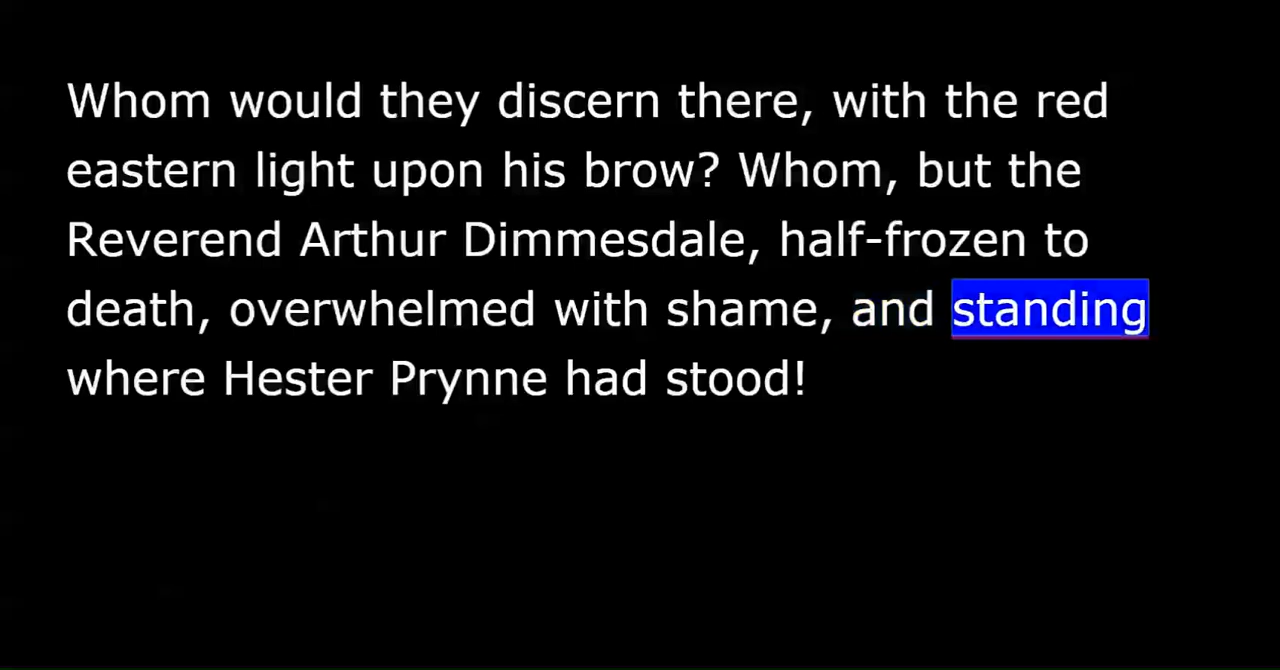 Whom would they discern there, with the red
eastern light upon his brow? Whom, but the
Reverend Arthur Dimmesdale, half-frozen to
death, overwhelmed with shame, and standing
where Hester Prynne had stood!